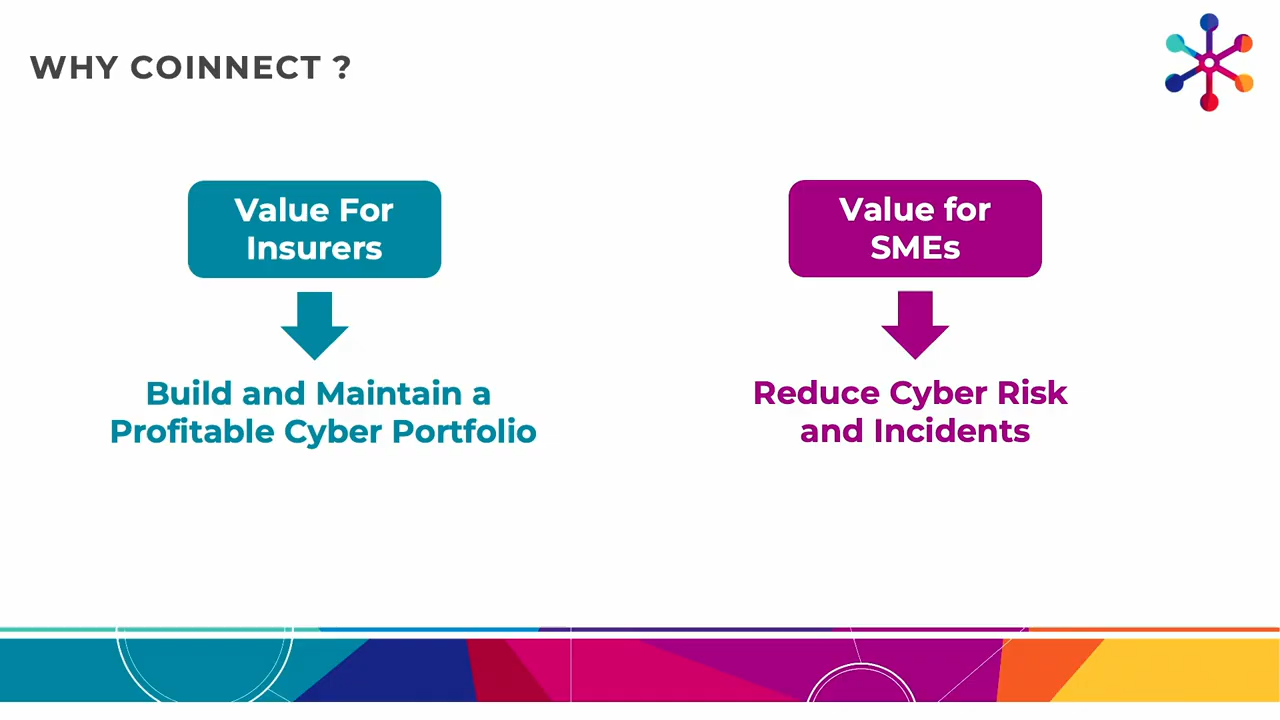 WHY COINNECT ?
Value For
Insurers
Build and Maintain a
Profitable Cyber Portfolio
Value for
SMEs
Reduce Cyber Risk
and Incidents